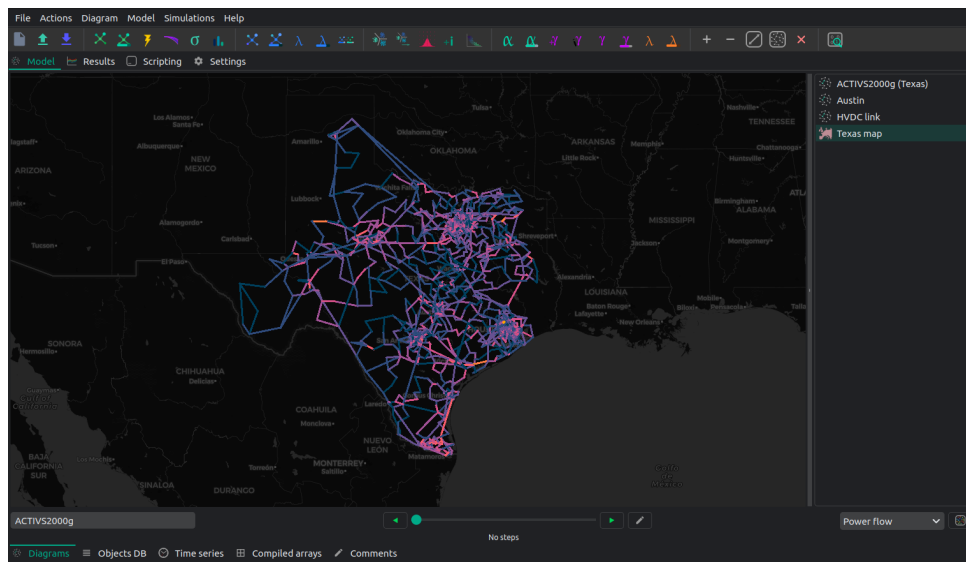 File Actions Diagram Model Simulations Help
Model Results Scripting Settings
ACTIVS2000g (Texas)
Austin
HVDC link
Texas map
Tulsa
Nashville
Los Alamos
Santa Fe
Oklahoma City
TENNESSEE
Amarillo
ARKANSAS
Memphis
Albuquerque
OKLAHOMA
Chattanooga
NEW
MEXICO
Little Rock
Huntsville
ARIZONA
Lubbock
Birmingham
ALABAMA
MISSISSIPPI
Alamogordo
Shreveport
Carlsbad
Jackson
Montgomery
Tucson
El Paso
Alexandria
LOUISIANA
Baton Rouge
Mobile
Biloxi
Pensacola
Lafayette
New Orleans
SONORA
Hermosillo
CHIHUAHUA
Delicias
Gulf of
California
COAHUILA
Laredo
Monclova
NUEVO
LEÓN
BAJA
CALIFORNIA
SUR
Los Mochis
Matamoros
Torreón
MONTERREY
Saltillo
SINALOA
DURANGO
ACTIVS2000g
Power flow
No steps
Diagrams Objects DB Time series Compiled arrays Comments